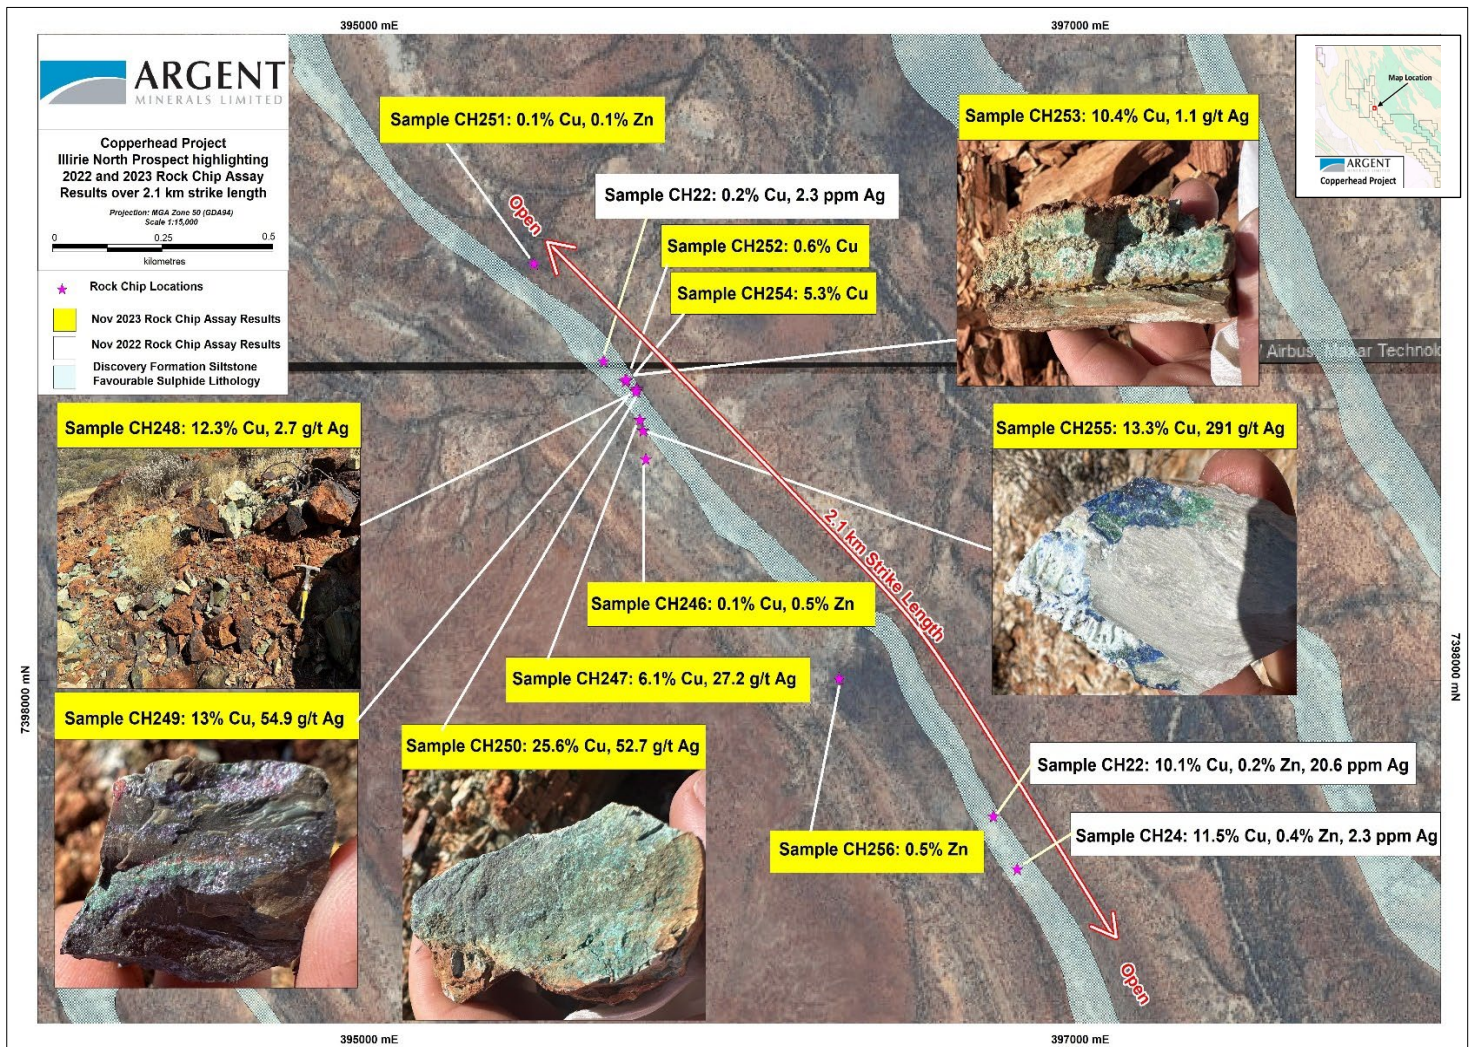 395000 mE
397000 mE
ARGENT
MINERALS LIMITED
Copperhead Project
Illirie North Prospect highlighting
2022 and 2023 Rock Chip Assay
Results over 2.1 km strike length
Projection: MGA Zone 50 (GDA94)
Scale 1:15,000
0 0.25 0.5
kilometres
Rock Chip Locations
Nov 2023 Rock Chip Assay Results
Nov 2022 Rock Chip Assay Results
Discovery Formation Siltstone
Favourable Sulphide Lithology
Map Location
ARGENT
MINERALS LIMITED
Copperhead Project
Sample CH251: 0.1% Cu, 0.1% Zn
Sample CH253: 10.4% Cu, 1.1 g/t Ag
Sample CH22: 0.2% Cu, 2.3 ppm Ag
Open
Sample CH252: 0.6% Cu
Sample CH254: 5.3% Cu
Airbus, Maxar Technolo
Sample CH248: 12.3% Cu, 2.7 g/t Ag
Sample CH255: 13.3% Cu, 291 g/t Ag
2.1 km Strike Length
Sample CH246: 0.1% Cu, 0.5% Zn
Sample CH247: 6.1% Cu, 27.2 g/t Ag
7398000 mN
7398000 mN
Sample CH249: 13% Cu, 54.9 g/t Ag
Sample CH250: 25.6% Cu, 52.7 g/t Ag
Sample CH22: 10.1% Cu, 0.2% Zn, 20.6 ppm Ag
Sample CH24: 11.5% Cu, 0.4% Zn, 2.3 ppm Ag
Sample CH256: 0.5% Zn
Open
395000 mE
397000 mE